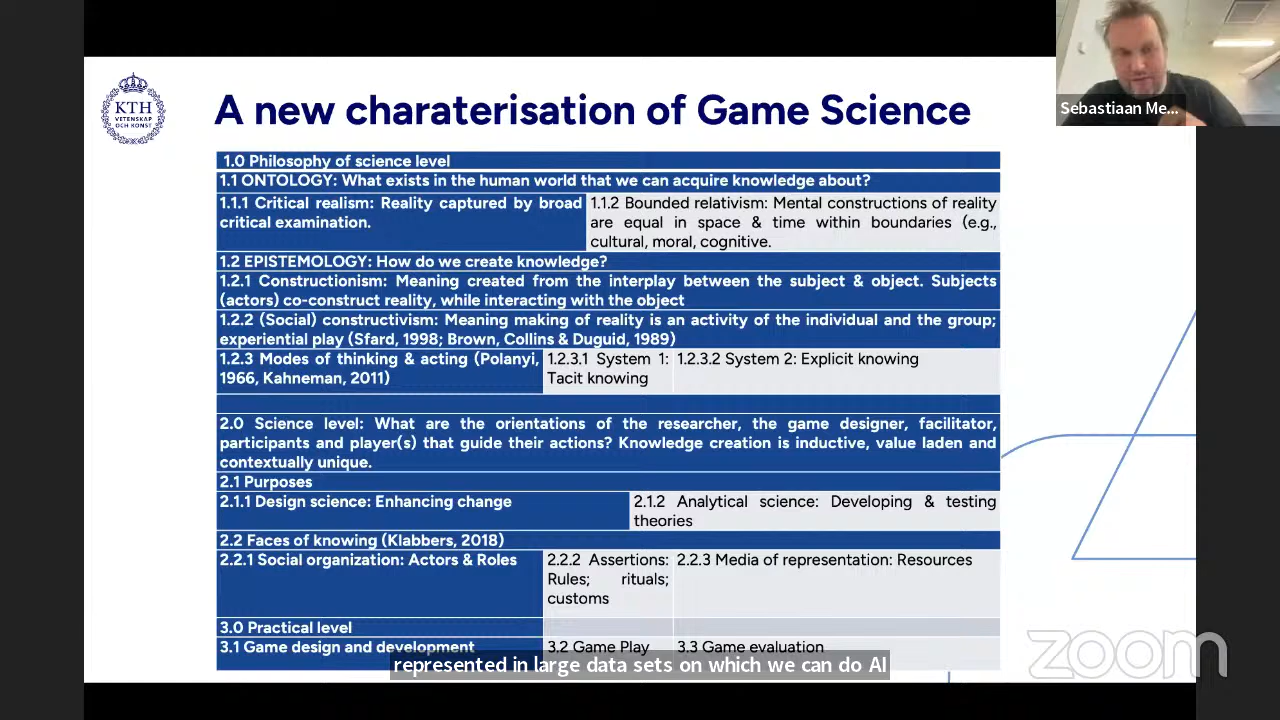 KTH
VETENSKAP
OCH KONST
A new charaterisation of Game Science
Sebastiaan Me...
1.0 Philosophy of science level
1.1 ONTOLOGY: What exists in the human world that we can acquire knowledge about?
1.1.1 Critical realism: Reality captured by broad
critical examination.
1.1.2 Bounded relativism: Mental constructions of reality
are equal in space & time within boundaries (e.g.,
cultural, moral, cognitive.
1.2 EPISTEMOLOGY: How do we create knowledge?
1.2.1 Constructionism: Meaning created from the interplay between the subject & object. Subjects
(actors) co-construct reality, while interacting with the object
1.2.2 (Social) constructivism: Meaning making of reality is an activity of the individual and the group;
experiential play (Sfard, 1998; Brown, Collins & Duguid, 1989)
1.2.3 Modes of thinking & acting (Polanyi,
1966, Kahneman, 2011)
1.2.3.1 System 1:
Tacit knowing
1.2.3.2 System 2: Explicit knowing
2.0 Science level: What are the orientations of the researcher, the game designer, facilitator,
participants and player(s) that guide their actions? Knowledge creation is inductive, value laden and
contextually unique.
2.1 Purposes
2.1.1 Design science: Enhancing change
2.1.2 Analytical science: Developing & testing
theories
2.2 Faces of knowing (Klabbers, 2018)
2.2.1 Social organization: Actors & Roles
2.2.2 Assertions:
Rules; rituals;
customs
2.2.3 Media of representation: Resources
3.0 Practical level
3.1 Game design and development
3.2 Game Play
3.3 Game evaluation
represented in large data sets on which we can do AI
zoom